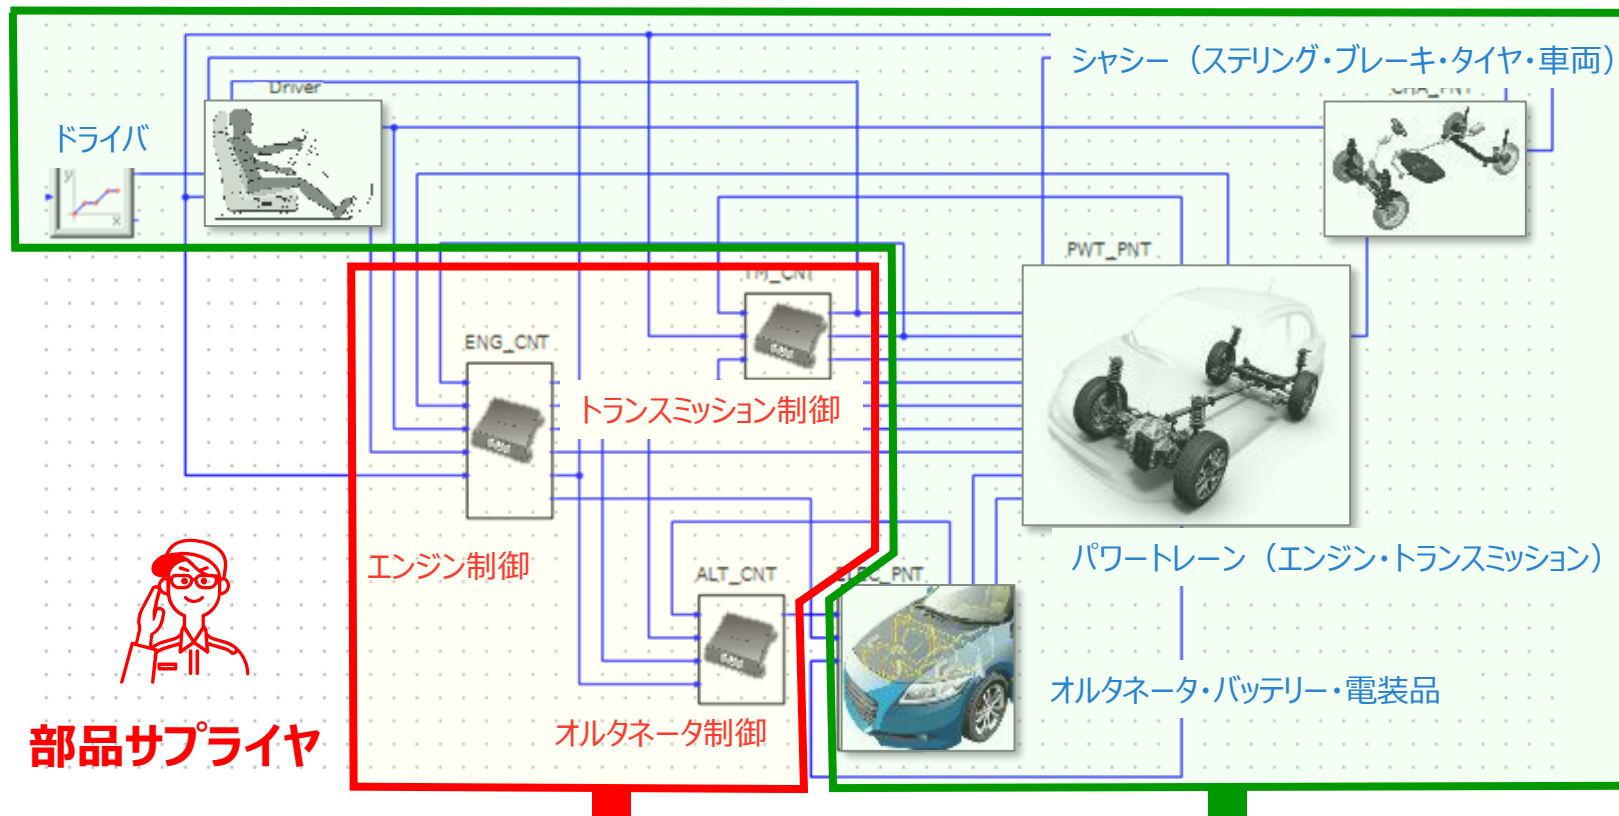 シャシー（ステリング・ブレーキ・タイヤ・車両）
Driver
ドライバ
y
x
PWT_PNT
TM_CNT
ENG_CNT
トランスミッション制御
エンジン制御
パワートレーン（エンジン・トランスミッション）
ALT_CNT
ELEC_PNT
オルタネータ・バッテリー・電装品
オルタネータ制御
部品サプライヤ